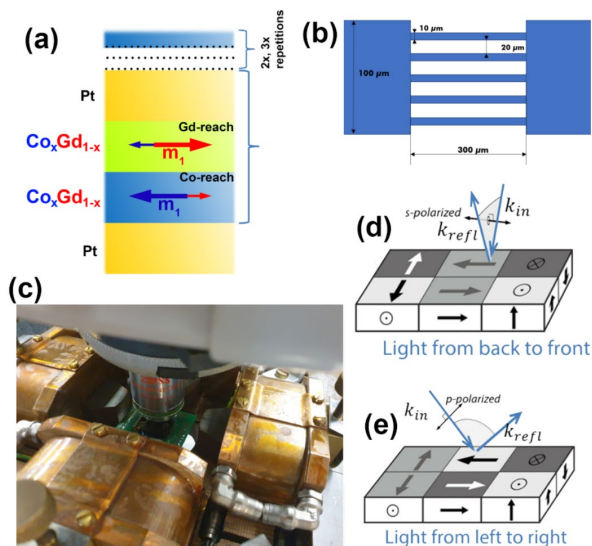 (a)
2x, 3x
repetitions
Pt
Gd-reach
CoxGd1-x
m1
Co-reach
CoxGd1-x
m1
Pt
(b)
10 μm
20 μm
100 μm
300 μm
(c)
(d)
s-polarized
kin
krefl
Light from back to front
(e)
p-polarized
kin
krefl
Light from left to right